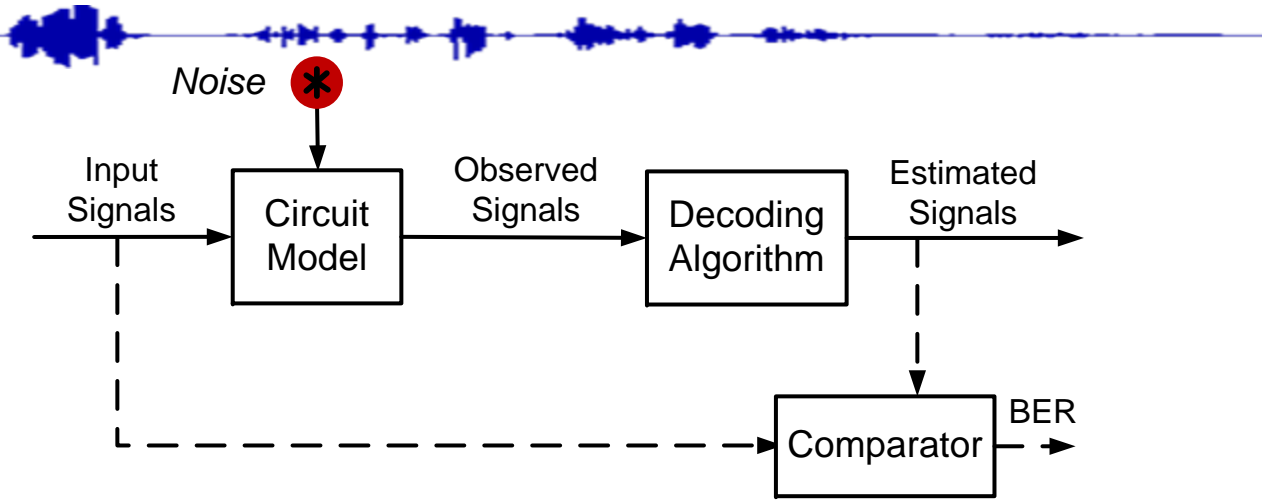 Noise
Input
Signals
Circuit
Model
Observed
Signals
Decoding
Algorithm
Estimated
Signals
Comparator
BER